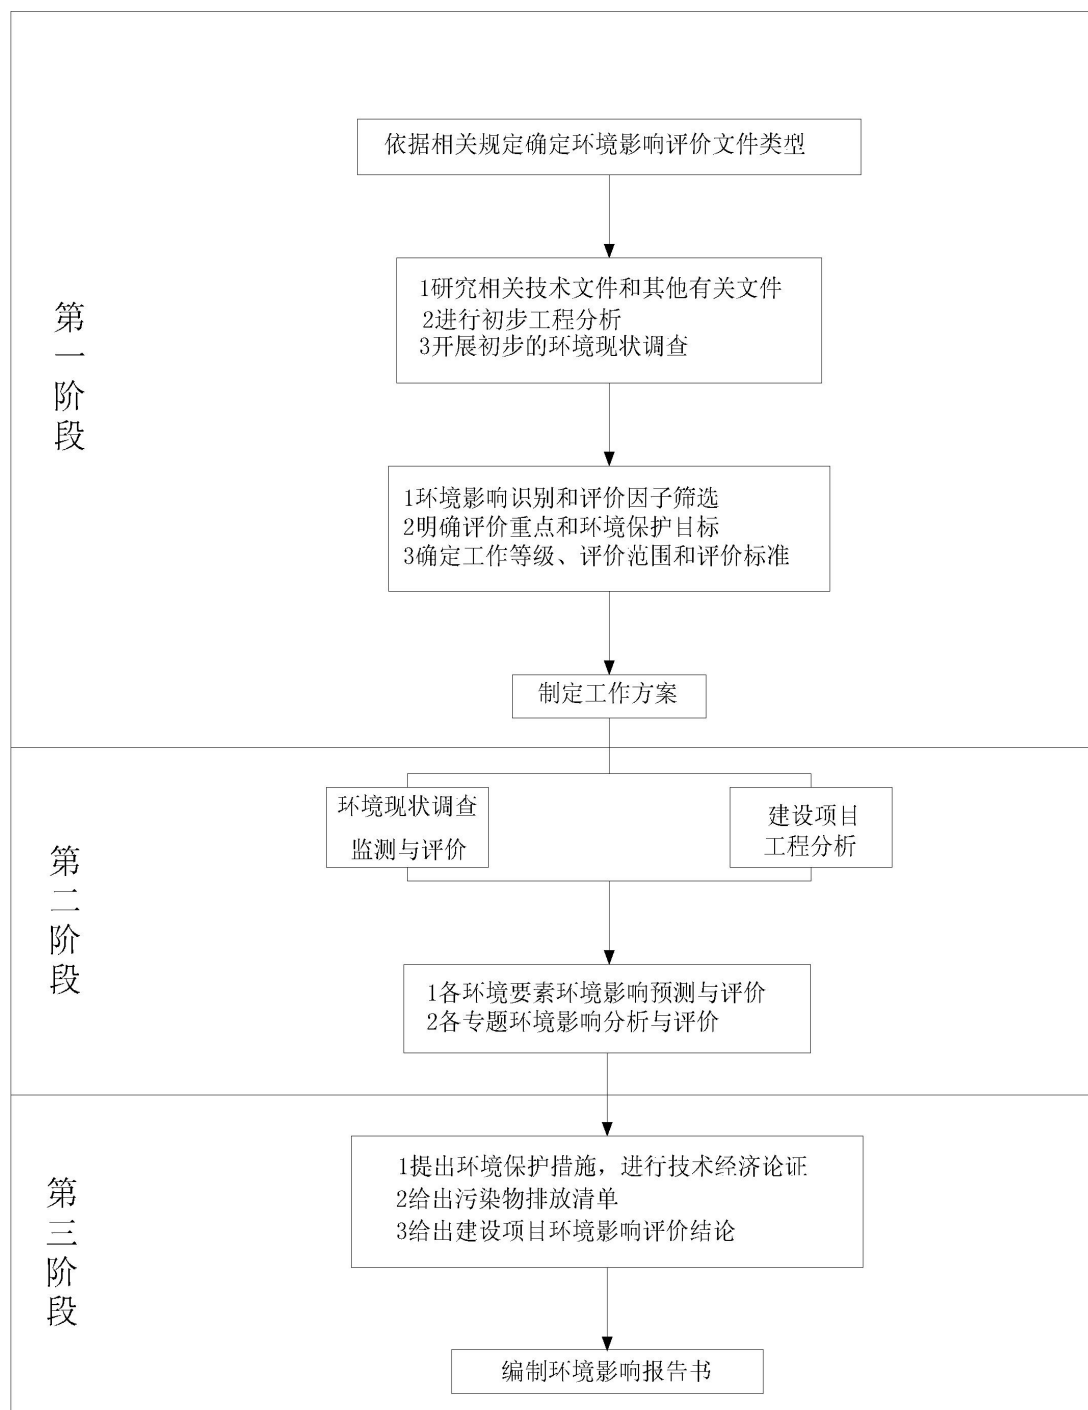 依据相关规定确定环境影响评价文件类型
1研究相关技术文件和其他有关文件
2进行初步工程分析
3开展初步的环境现状调查
第一阶段
1环境影响识别和评价因子筛选
2明确评价重点和环境保护目标
3确定工作等级、评价范围和评价标准
制定工作方案
环境现状调查
监测与评价
建设项目
工程分析
第二阶段
1各环境要素环境影响预测与评价
2各专题环境影响分析与评价
1提出环境保护措施，进行技术经济论证
2给出污染物排放清单
3给出建设项目环境影响评价结论
第三阶段
编制环境影响报告书